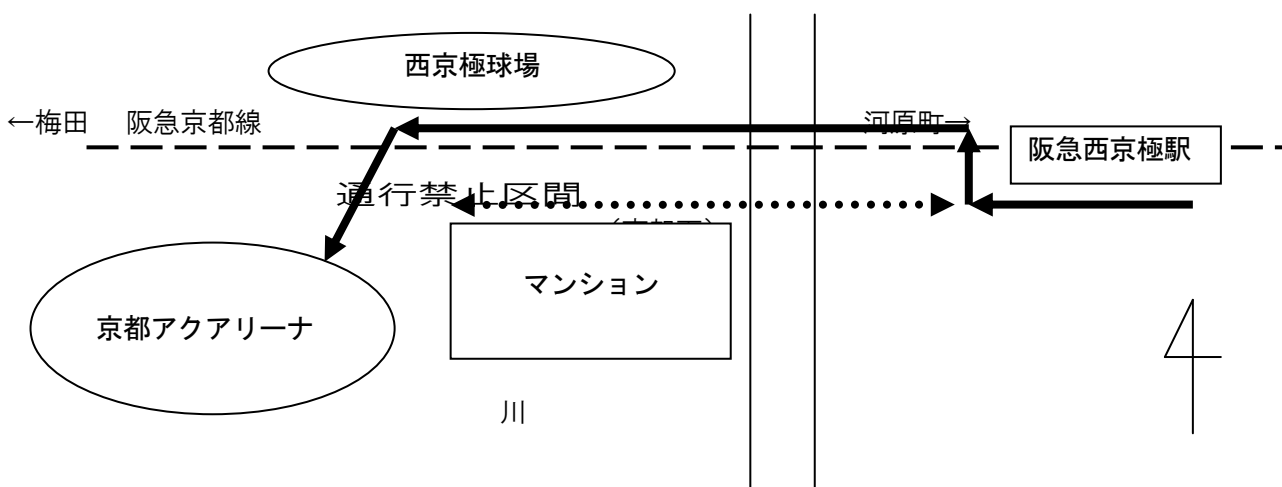 西京極球場
←梅田　阪急京都線
河原町→
阪急西京極駅
通行禁止区間
マンション
京都アクアリーナ
川